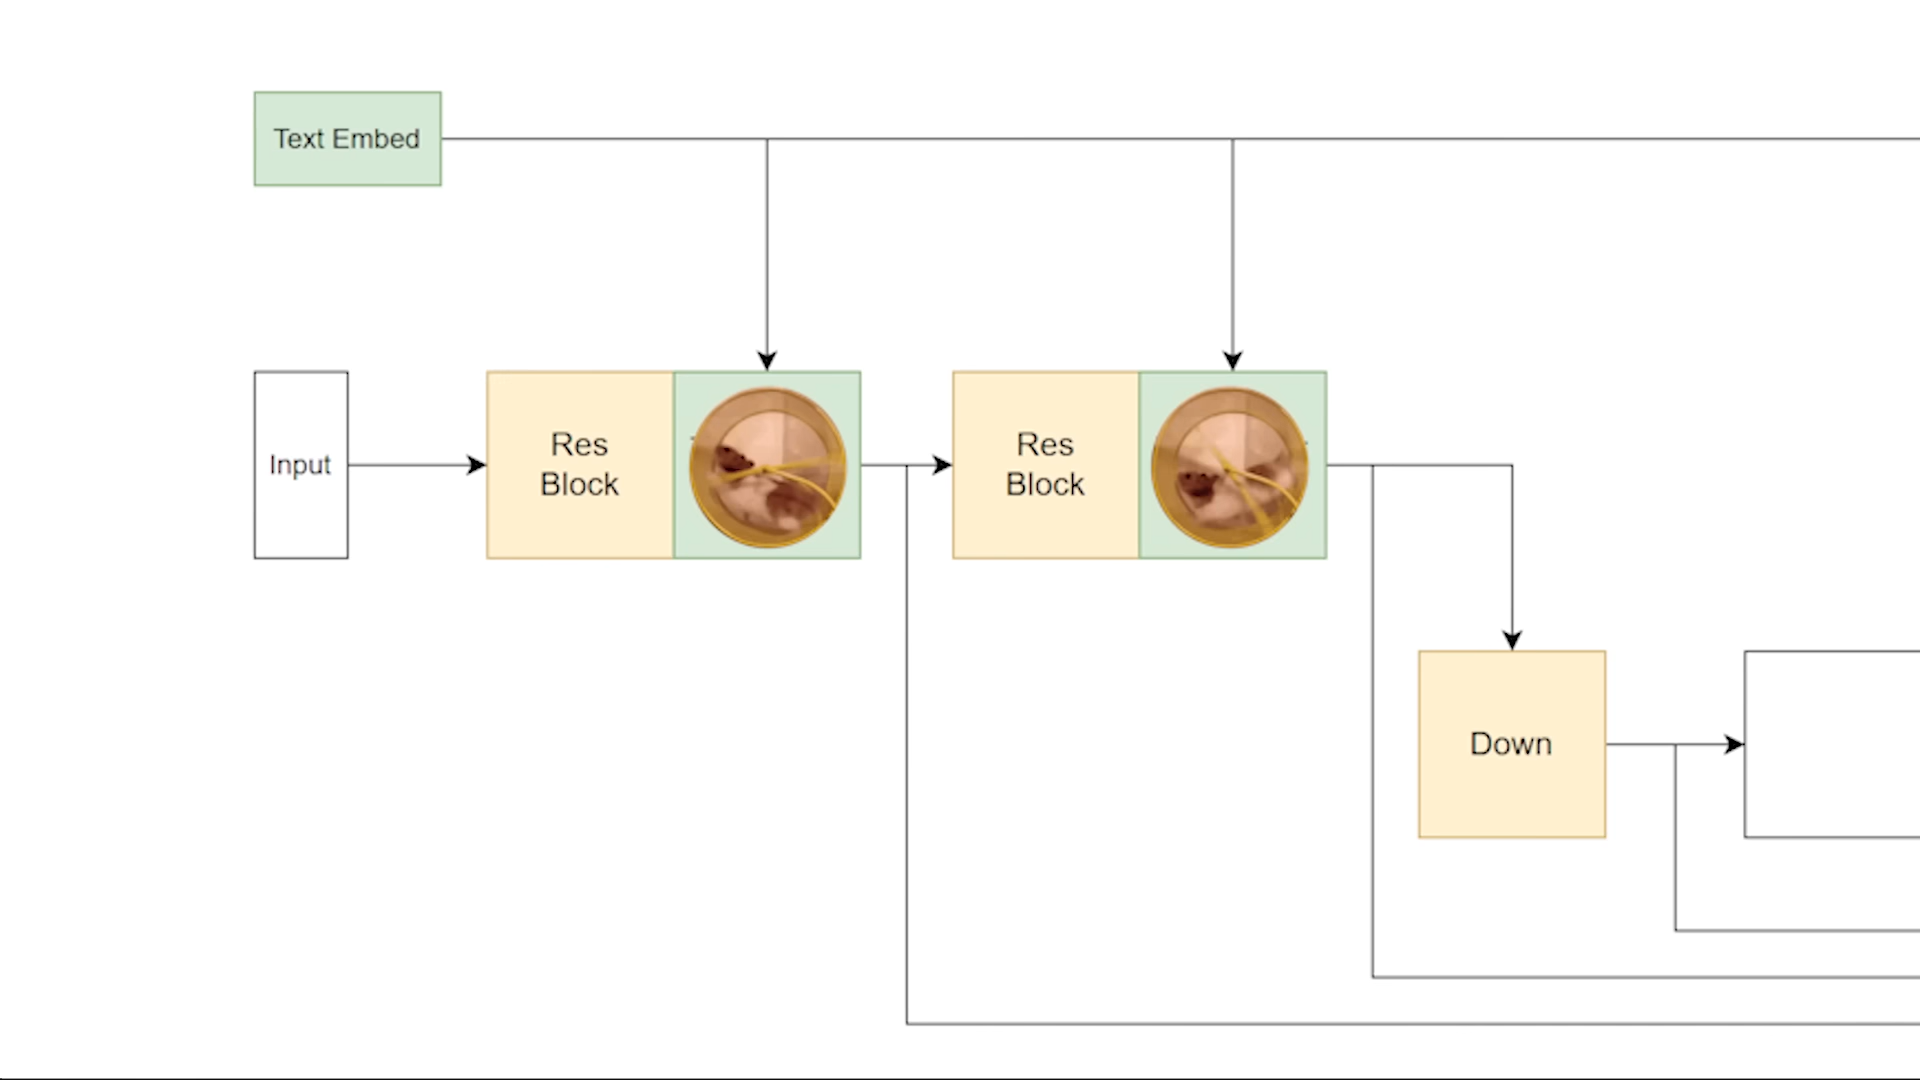 Text Embed
Input
Res
Block
Res
Block
Down